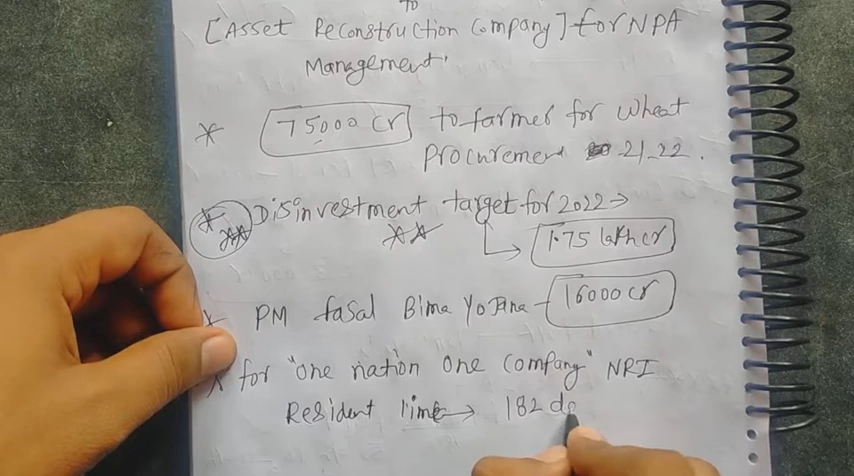 TO
[Asset Reconstruction Company] for NPA
Management.
* 75000 cr to farmer for wheat
Procurement 21-22.
* ** Disinvestment target for 2022 →
** → 1.75 lakh cr
* PM fasal Bima Yojana - 16000 cr
* for "one nation one company" NRI
Resident limit → 182 da